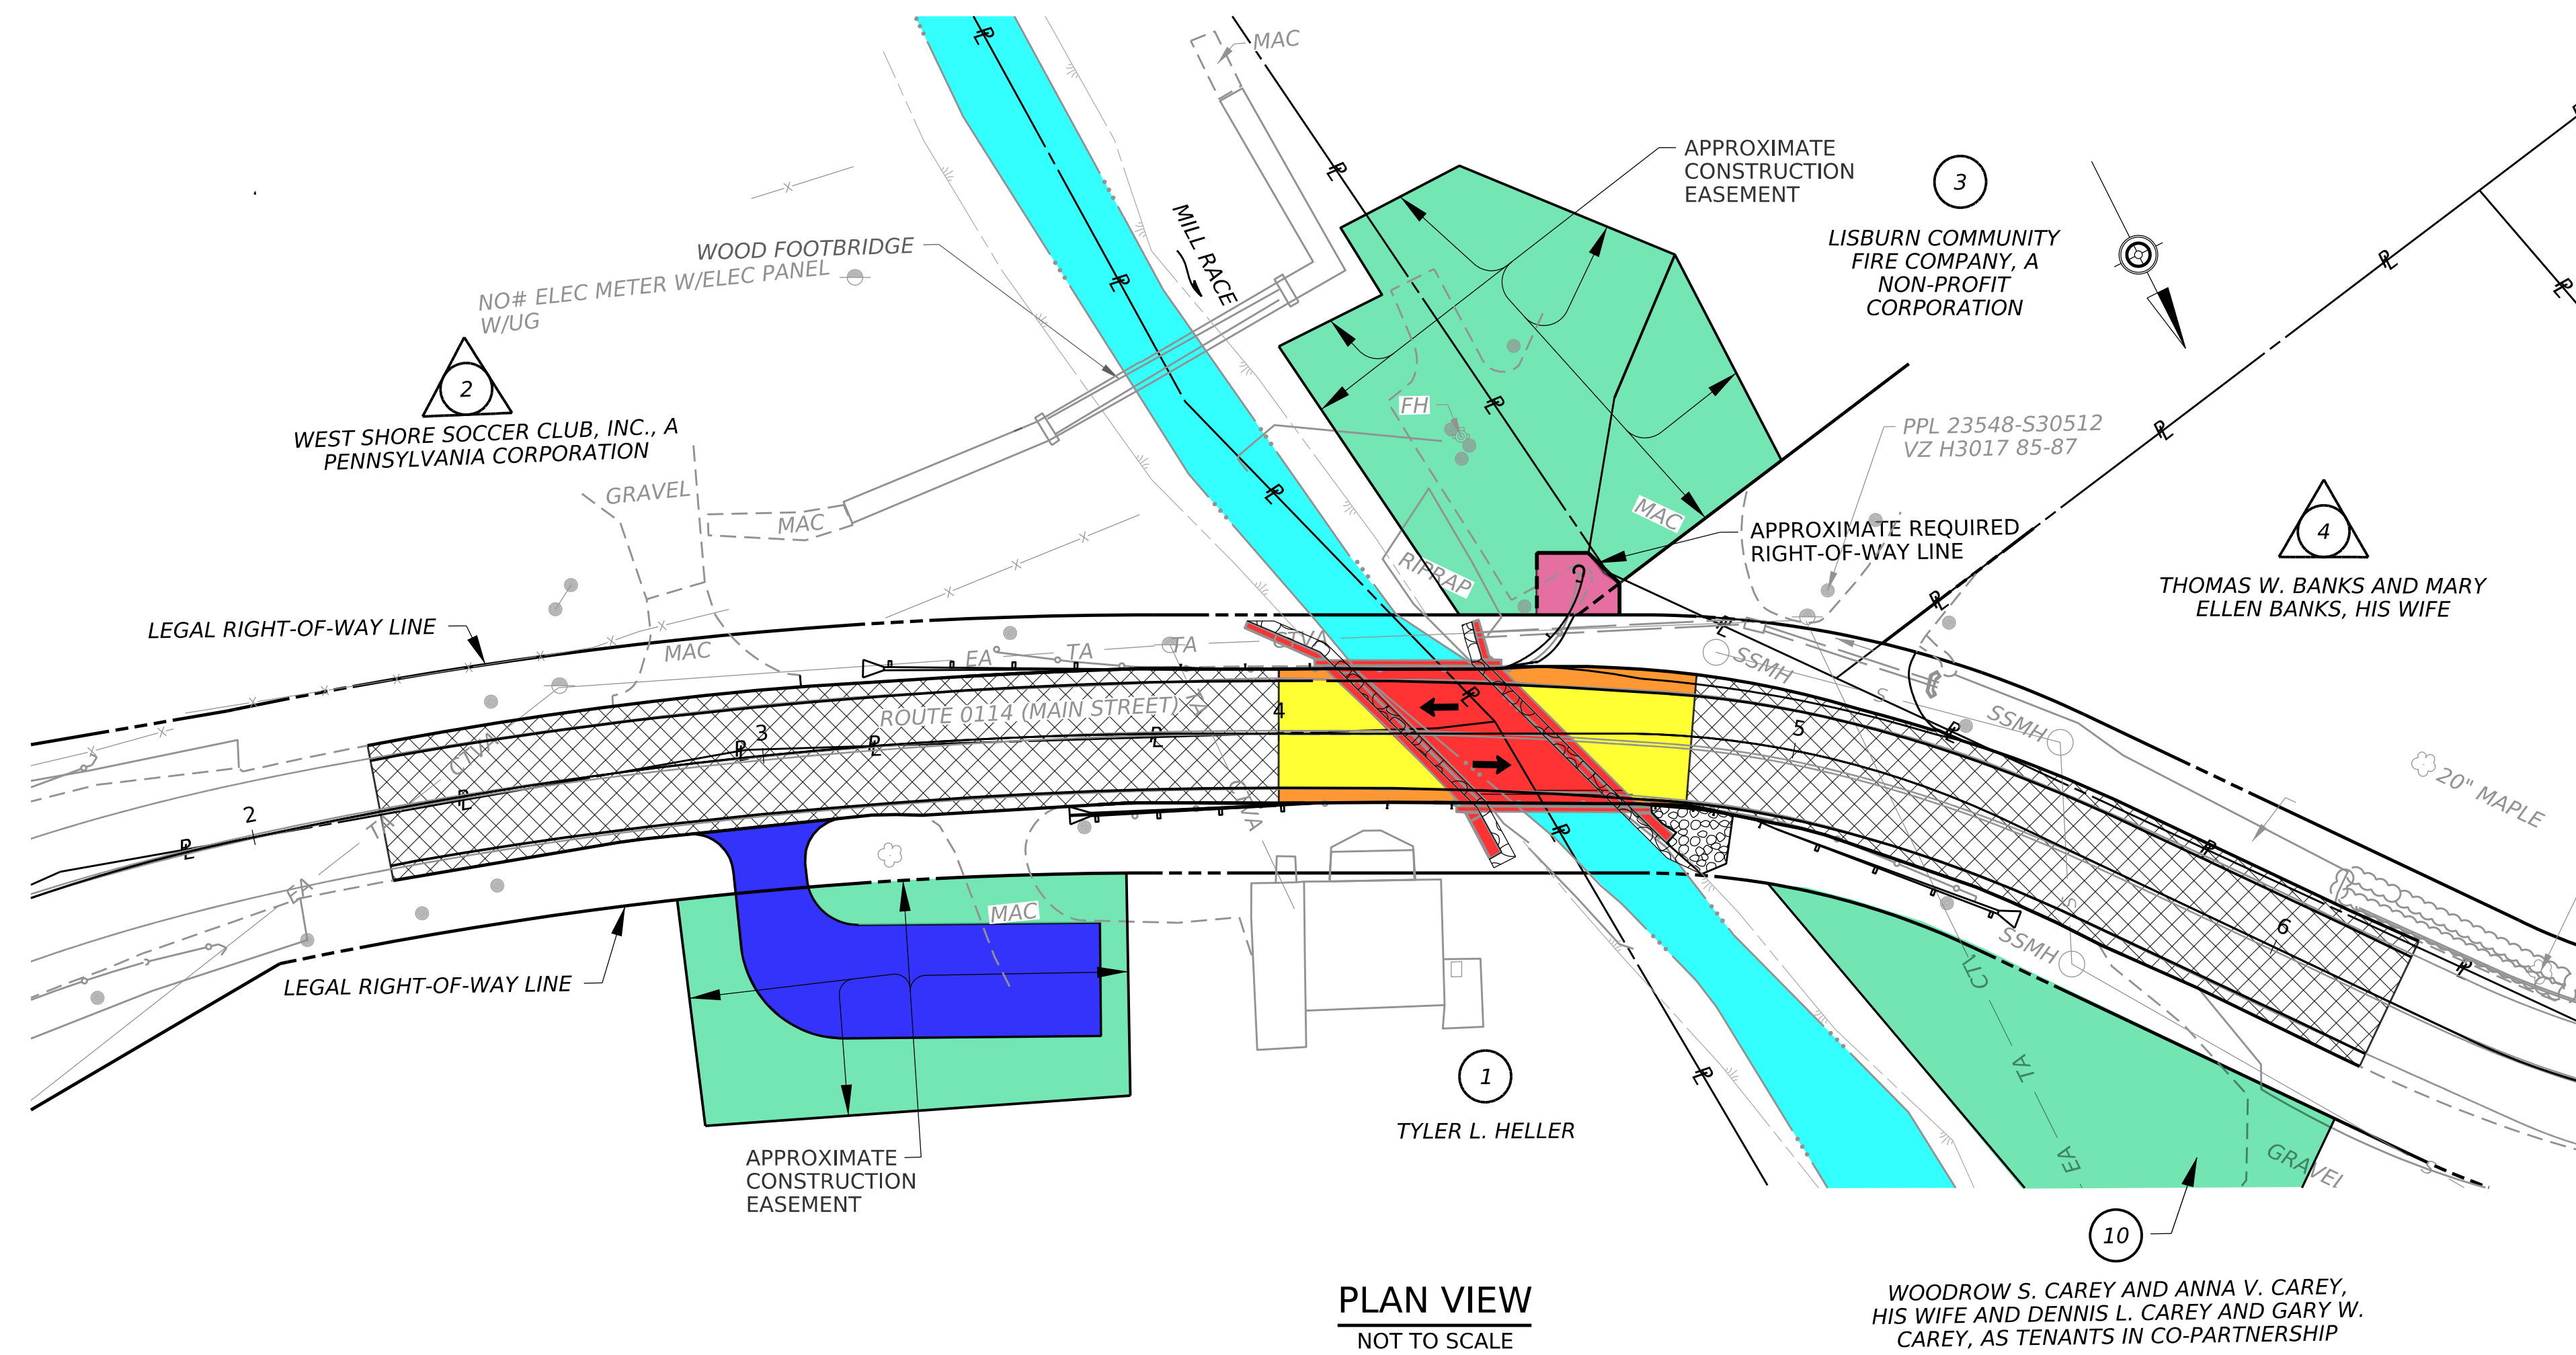 MAC
APPROXIMATE
CONSTRUCTION
EASEMENT
3
LISBURN COMMUNITY
FIRE COMPANY, A
NON-PROFIT
CORPORATION
MILL RACE
WOOD FOOTBRIDGE
NO# ELEC METER W/ELEC PANEL
W/UG
2
WEST SHORE SOCCER CLUB, INC., A
PENNSYLVANIA CORPORATION
GRAVEL
MAC
FH
MAC
RIPRAP
PPL 23548-S30512
VZ H3017 85-87
APPROXIMATE REQUIRED
RIGHT-OF-WAY LINE
4
THOMAS W. BANKS AND MARY
ELLEN BANKS, HIS WIFE
LEGAL RIGHT-OF-WAY LINE
MAC
EA
TA
TA
CTVA
SSMH
S
T
SSMH
ROUTE 0114 (MAIN STREET)
2
3
4
5
6
CTVA
TA
EA
20" MAPLE
MAC
SSMH
S
LEGAL RIGHT-OF-WAY LINE
CTV
TA
EA
GRAVEL
S
1
TYLER L. HELLER
APPROXIMATE
CONSTRUCTION
EASEMENT
10
WOODROW S. CAREY AND ANNA V. CAREY,
HIS WIFE AND DENNIS L. CAREY AND GARY W.
CAREY, AS TENANTS IN CO-PARTNERSHIP
PLAN VIEW
NOT TO SCALE